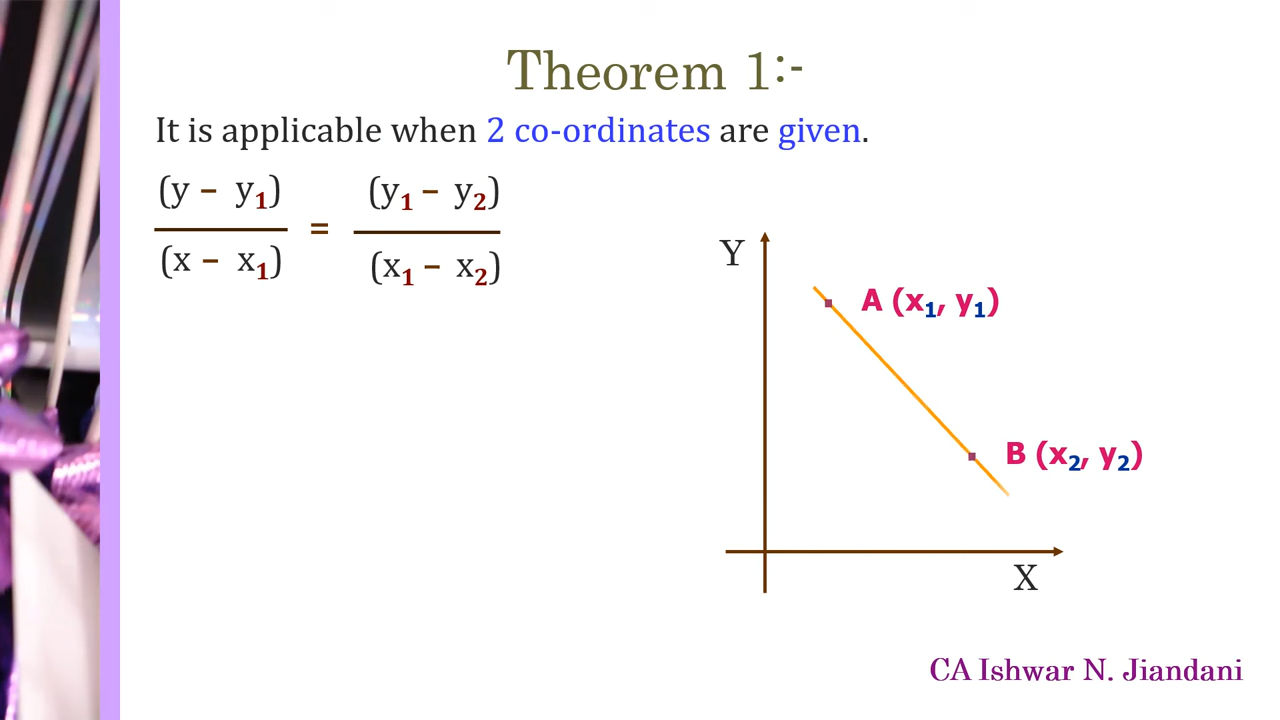 Theorem 1:-
It is applicable when 2 co-ordinates are given.
(y – y₁) = (y₁ – y₂)
(x – x₁) (x₁ – x₂)
Y
A (x₁, y₁)
B (x₂, y₂)
X
CA Ishwar N. Jiandani